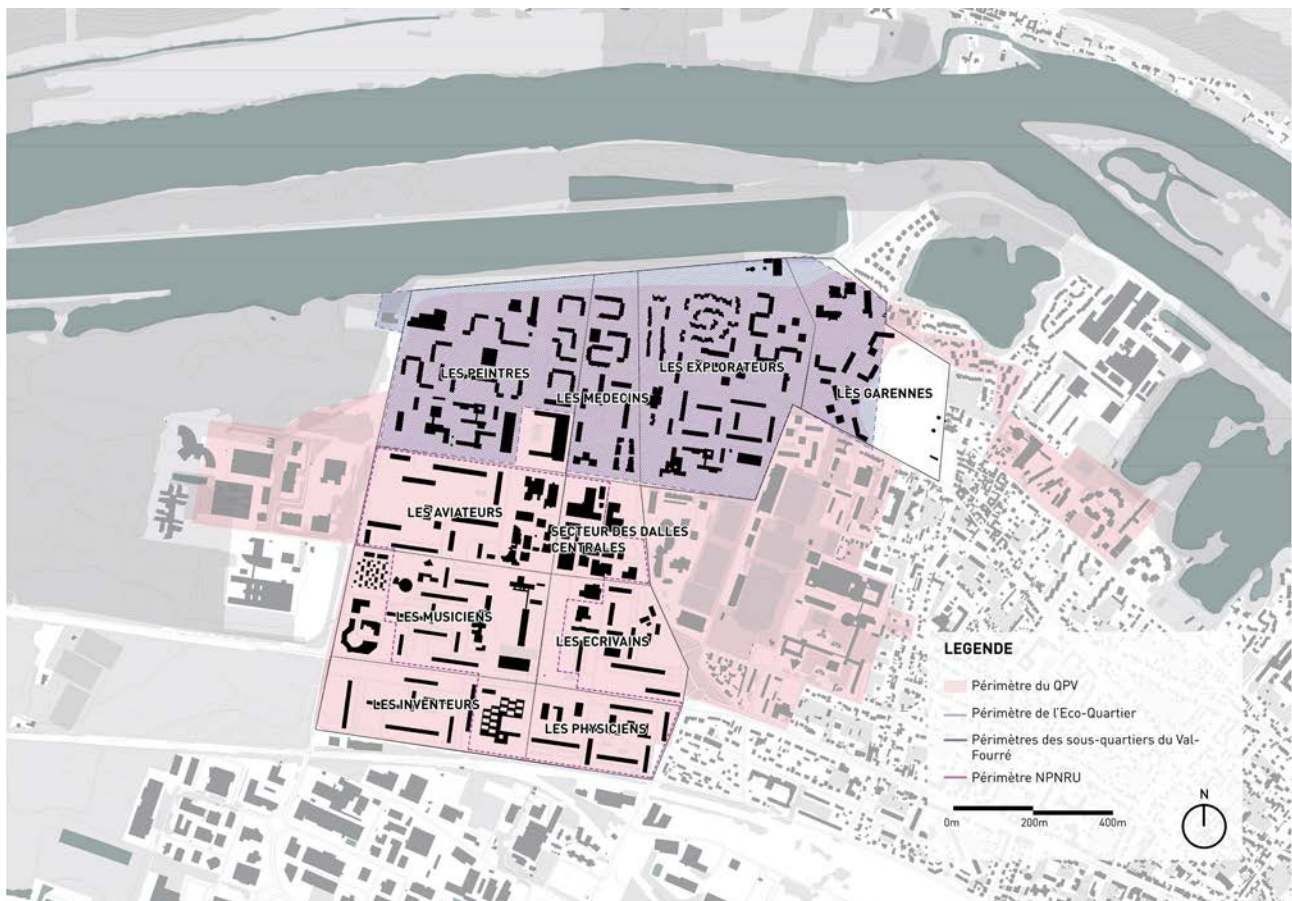 LES PEINTRES
LES MEDECINS
LES EXPLORATEURS
LES GARENNES
LES AVIATEURS
SECTEUR DES DALLES
CENTRALES
LES MUSICIENS
LES ECRIVAINS
LES INVENTEURS
LES PHYSICIENS
LEGENDE
Périmètre du QPV
Périmètre de l'Eco-Quartier
Périmètres des sous-quartiers du Val-
Fourré
Périmètre NPNRU
0m 200m 400m
N